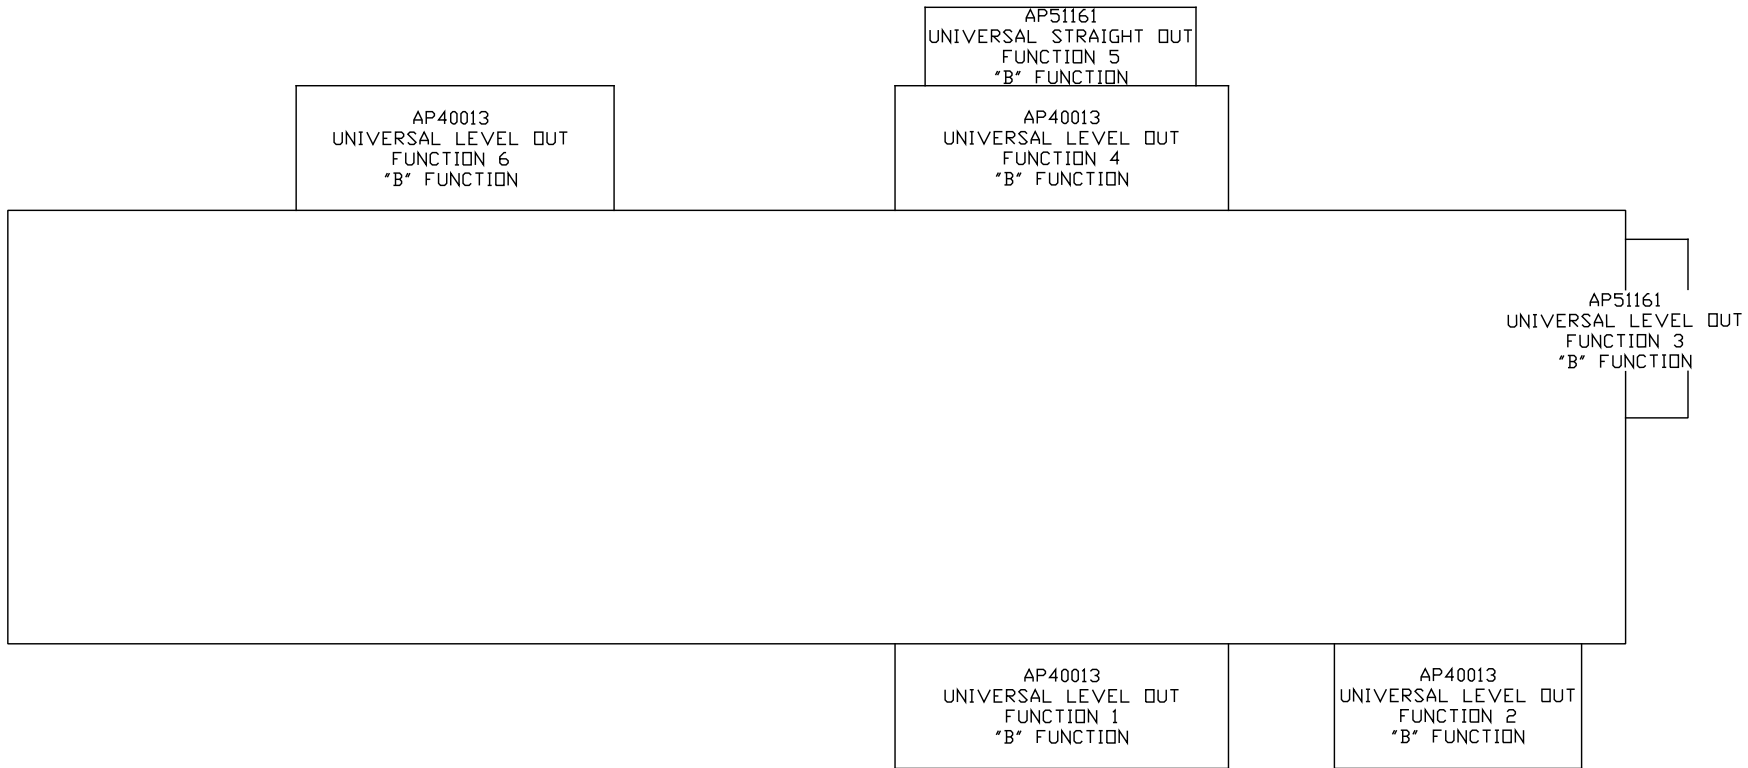 AP51161
UNIVERSAL STRAIGHT OUT
FUNCTION 5
"B" FUNCTION
AP40013
UNIVERSAL LEVEL OUT
FUNCTION 6
"B" FUNCTION
AP40013
UNIVERSAL LEVEL OUT
FUNCTION 4
"B" FUNCTION
AP51161
UNIVERSAL LEVEL OUT
FUNCTION 3
"B" FUNCTION
AP40013
UNIVERSAL LEVEL OUT
FUNCTION 1
"B" FUNCTION
AP40013
UNIVERSAL LEVEL OUT
FUNCTION 2
"B" FUNCTION